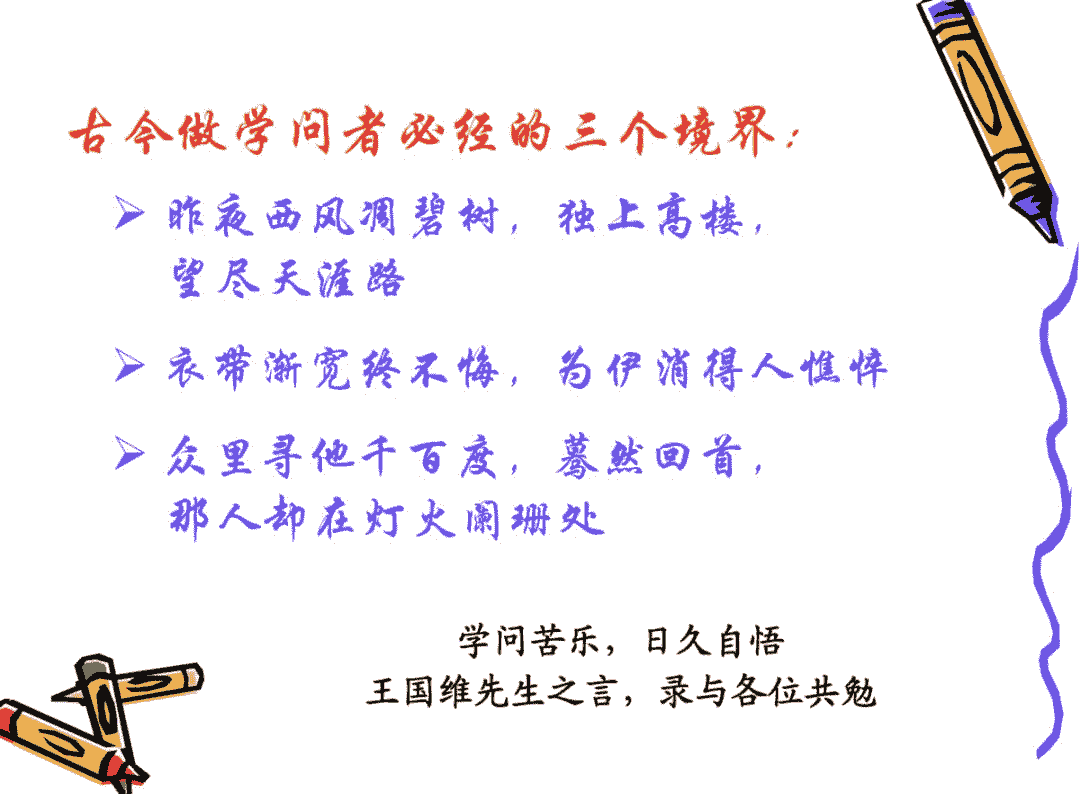 古今做学问者必经的三个境界：
昨夜西风凋碧树，独上高楼，
望尽天涯路
衣带渐宽终不悔，为伊消得人憔悴
众里寻他千百度，蓦然回首，
那人却在灯火阑珊处
学问苦乐，日久自悟
王国维先生之言，录与各位共勉